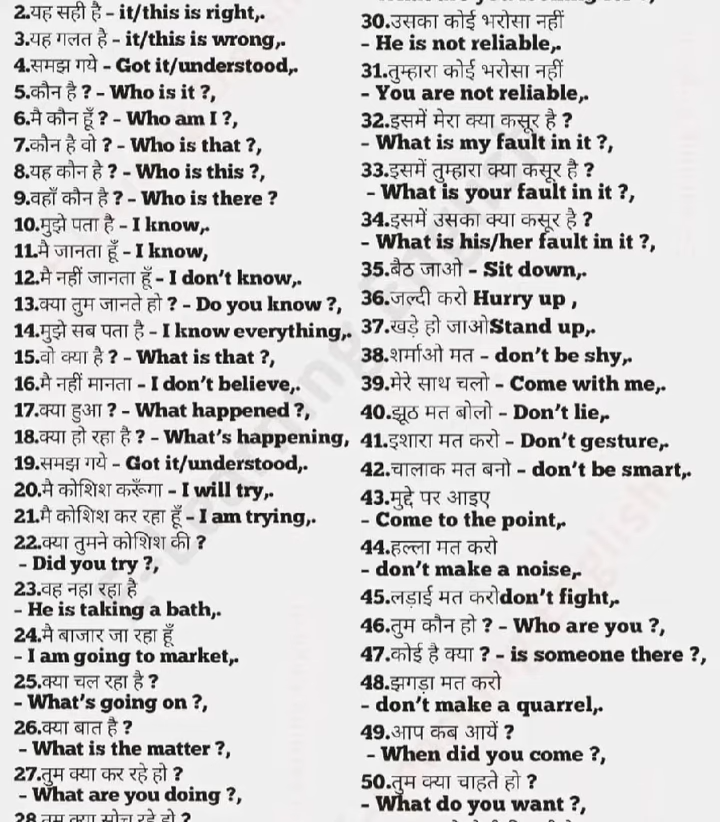 2.यह सही है – it/this is right,.
3.यह गलत है – it/this is wrong,.
4.समझ गये – Got it/understood,.
5.कौन है ? – Who is it ?,
6.मै कौन हूँ ? – Who am I ?,
7.कौन है वो ? – Who is that ?,
8.यह कौन है ? – Who is this ?,
9.वहाँ कौन है ? – Who is there ?
10.मुझे पता है – I know,.
11.मै जानता हूँ – I know,
12.मै नहीं जानता हूँ – I don't know,.
13.क्या तुम जानते हो ? – Do you know ?,
14.मुझे सब पता है – I know everything,.
15.वो क्या है ? – What is that ?,
16.मै नहीं मानता – I don't believe,.
17.क्या हुआ ? – What happened ?,
18.क्या हो रहा है ? – What's happening,
19.समझ गये – Got it/understood,.
20.मै कोशिश करूँगा – I will try,.
21.मै कोशिश कर रहा हूँ – I am trying,.
22.क्या तुमने कोशिश की ?
– Did you try ?,
23.वह नहा रहा है
– He is taking a bath,.
24.मै बाजार जा रहा हूँ
– I am going to market,.
25.क्या चल रहा है ?
– What's going on ?,
26.क्या बात है ?
– What is the matter ?,
27.तुम क्या कर रहे हो ?
– What are you doing ?,
28.तुम क्या सोच रहे हो ?
30.उसका कोई भरोसा नहीं
– He is not reliable,.
31.तुम्हारा कोई भरोसा नहीं
– You are not reliable,.
32.इसमें मेरा क्या कसूर है ?
– What is my fault in it ?,
33.इसमें तुम्हारा क्या कसूर है ?
– What is your fault in it ?,
34.इसमें उसका क्या कसूर है ?
– What is his/her fault in it ?,
35.बैठ जाओ – Sit down,.
36.जल्दी करो Hurry up ,
37.खड़े हो जाओStand up,.
38.शर्माओ मत – don't be shy,.
39.मेरे साथ चलो – Come with me,.
40.झूठ मत बोलो – Don't lie,.
41.इशारा मत करो – Don't gesture,.
42.चालाक मत बनो – don't be smart,.
43.मुद्दे पर आइए
– Come to the point,.
44.हल्ला मत करो
– don't make a noise,.
45.लड़ाई मत करोdon't fight,.
46.तुम कौन हो ? – Who are you ?,
47.कोई है क्या ? – is someone there ?,
48.झगड़ा मत करो
– don't make a quarrel,.
49.आप कब आयें ?
– When did you come ?,
50.तुम क्या चाहते हो ?
– What do you want ?,